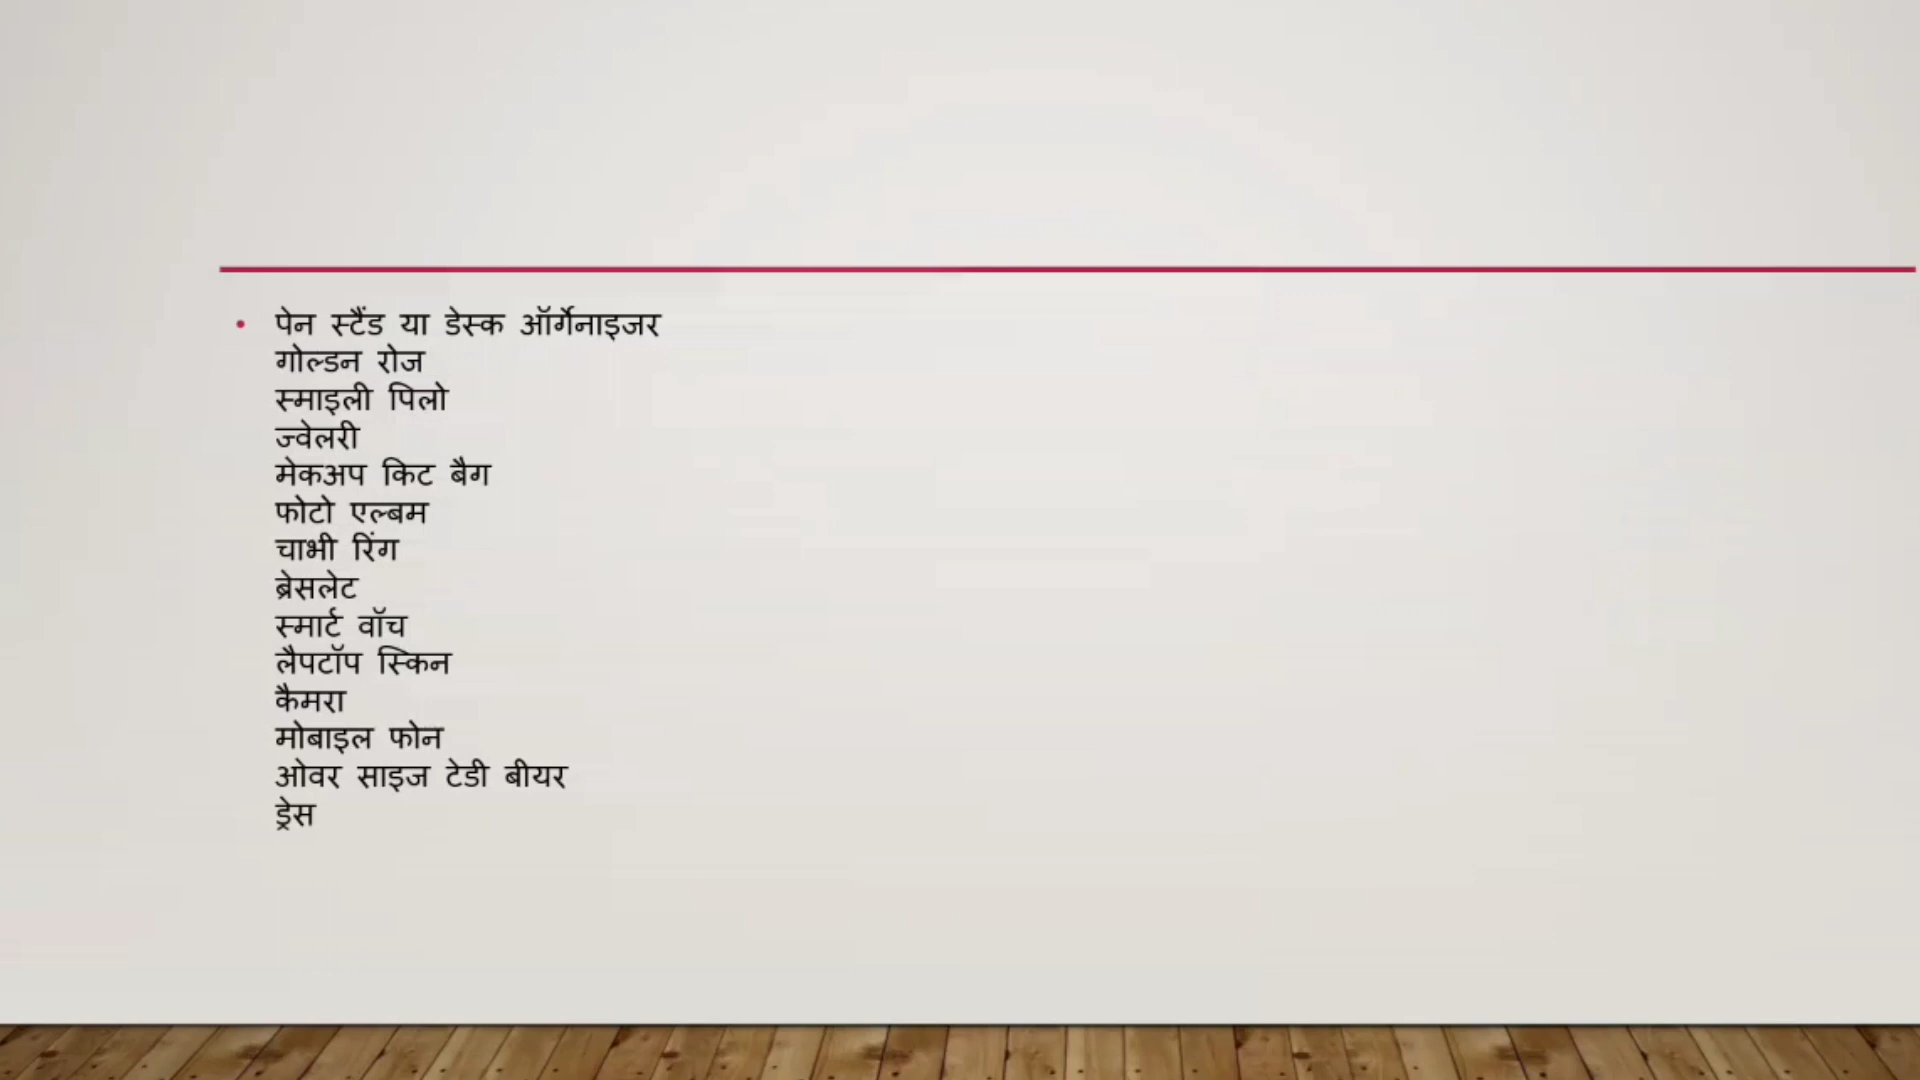 • पेन स्टैंड या डेस्क ऑर्गेनाइजर
गोल्डन रोज
स्माइली पिलो
ज्वेलरी
मेकअप किट बैग
फोटो एल्बम
चाभी रिंग
ब्रेसलेट
स्मार्ट वॉच
लैपटॉप स्किन
कैमरा
मोबाइल फोन
ओवर साइज टेडी बीयर
ड्रेस